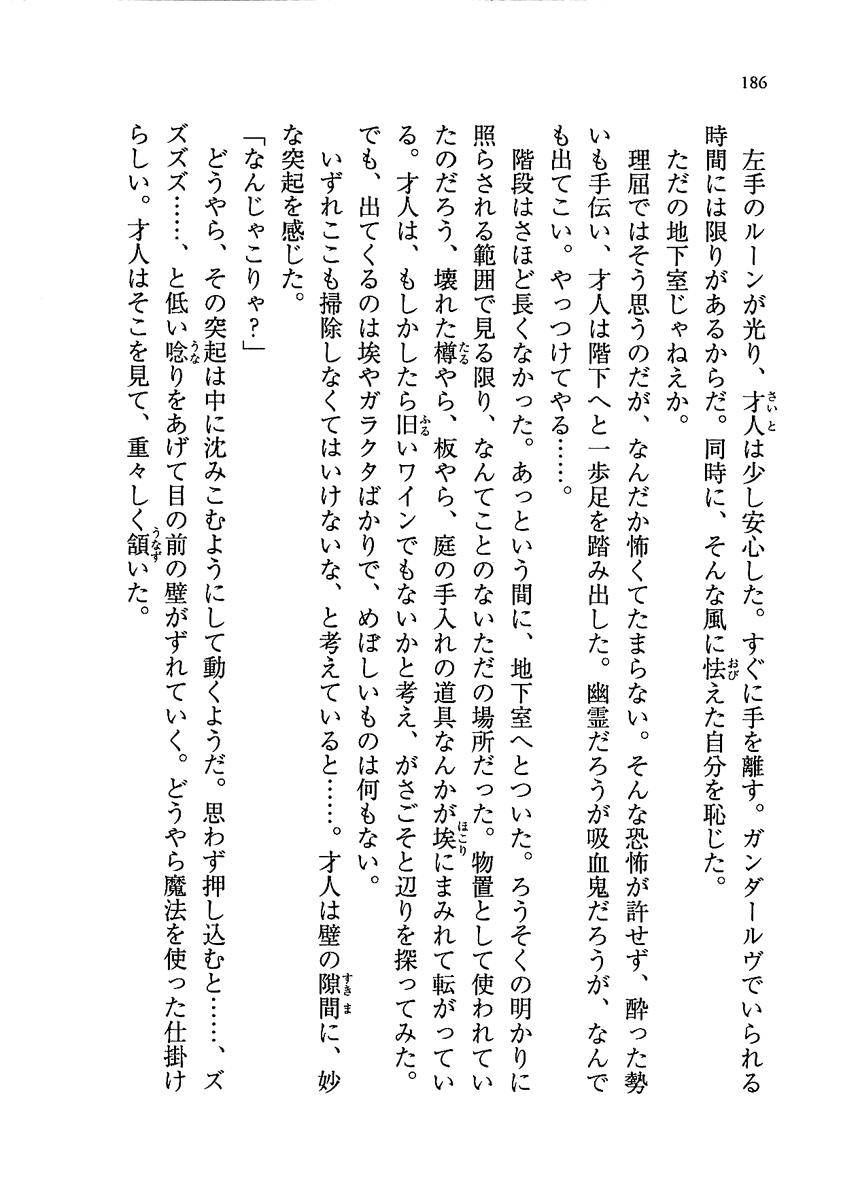 186
左手のルーンが光り、才人は少し安心した。すぐに手を離す。ガンダールヴでいられる
時間には限りがあるからだ。同時に、そんな風に怯えた自分を恥じた。
ただの地下室じゃねえか。
理屈ではそう思うのだが、なんだか怖くてたまらない。そんな恐怖が許せず、酔った勢
いも手伝い、才人は階下へと一歩足を踏み出した。幽霊だろうが吸血鬼だろうが、なんで
も出てこい。やっつけてやる……。
階段はさほど長くなかった。あっという間に、地下室へとついた。ろうそくの明かりに
照らされる範囲で見る限り、なんてことのないただの場所だった。物置として使われてい
たのだろう、壊れた樽やら、板やら、庭の手入れの道具なんかが埃にまみれて転がってい
る。才人は、もしかしたら旧いワインでもないかと考え、がさごそと辺りを探ってみた。
でも、出てくるのは埃やガラクタばかりで、めぼしいものは何もない。
いずれここも掃除しなくてはいけないな、と考えていると……。才人は壁の隙間に、妙
な突起を感じた。
「なんじゃこりゃ？」
どうやら、その突起は中に沈みこむようにして動くようだ。思わず押し込むと……、ズ
ズズズ……、と低い唸りをあげて目の前の壁がずれていく。どうやら魔法を使った仕掛け
らしい。才人はそこを見て、重々しく頷いた。